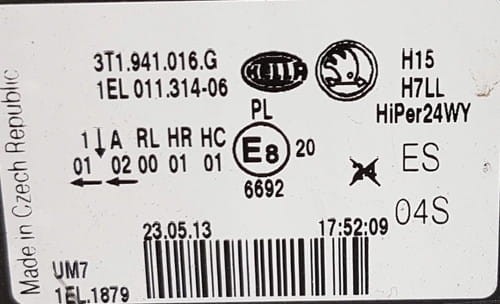 3T1.941.016.G
1EL 011.314-06
HELLA
H15
H7LL
HiPer24WY
PL
1 A RL HR HC
01 02 00 01 01
E8 20
6692
24
ES
04S
23.05.13 17:52:09
UM7
1EL.1879
Made in Czech Republic